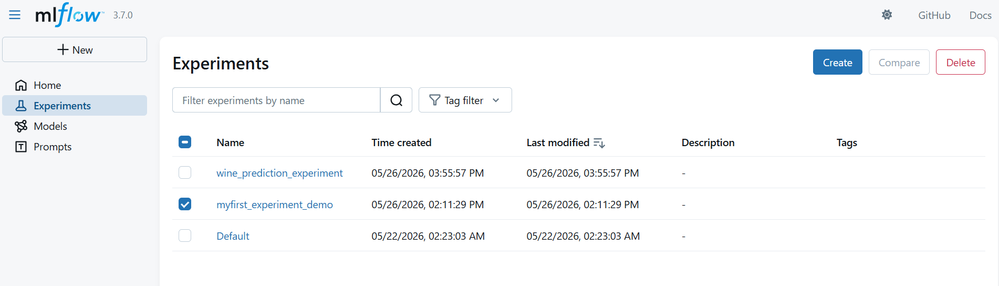 mlflow™ 3.7.0 GitHub Docs
New
Home
Experiments
Models
Prompts
Experiments Create Compare Delete
Filter experiments by name Tag filter
Name Time created Last modified Description Tags
wine_prediction_experiment 05/26/2026, 03:55:57 PM 05/26/2026, 03:55:57 PM -
myfirst_experiment_demo 05/26/2026, 02:11:29 PM 05/26/2026, 02:11:29 PM -
Default 05/22/2026, 02:23:03 AM 05/22/2026, 02:23:03 AM -